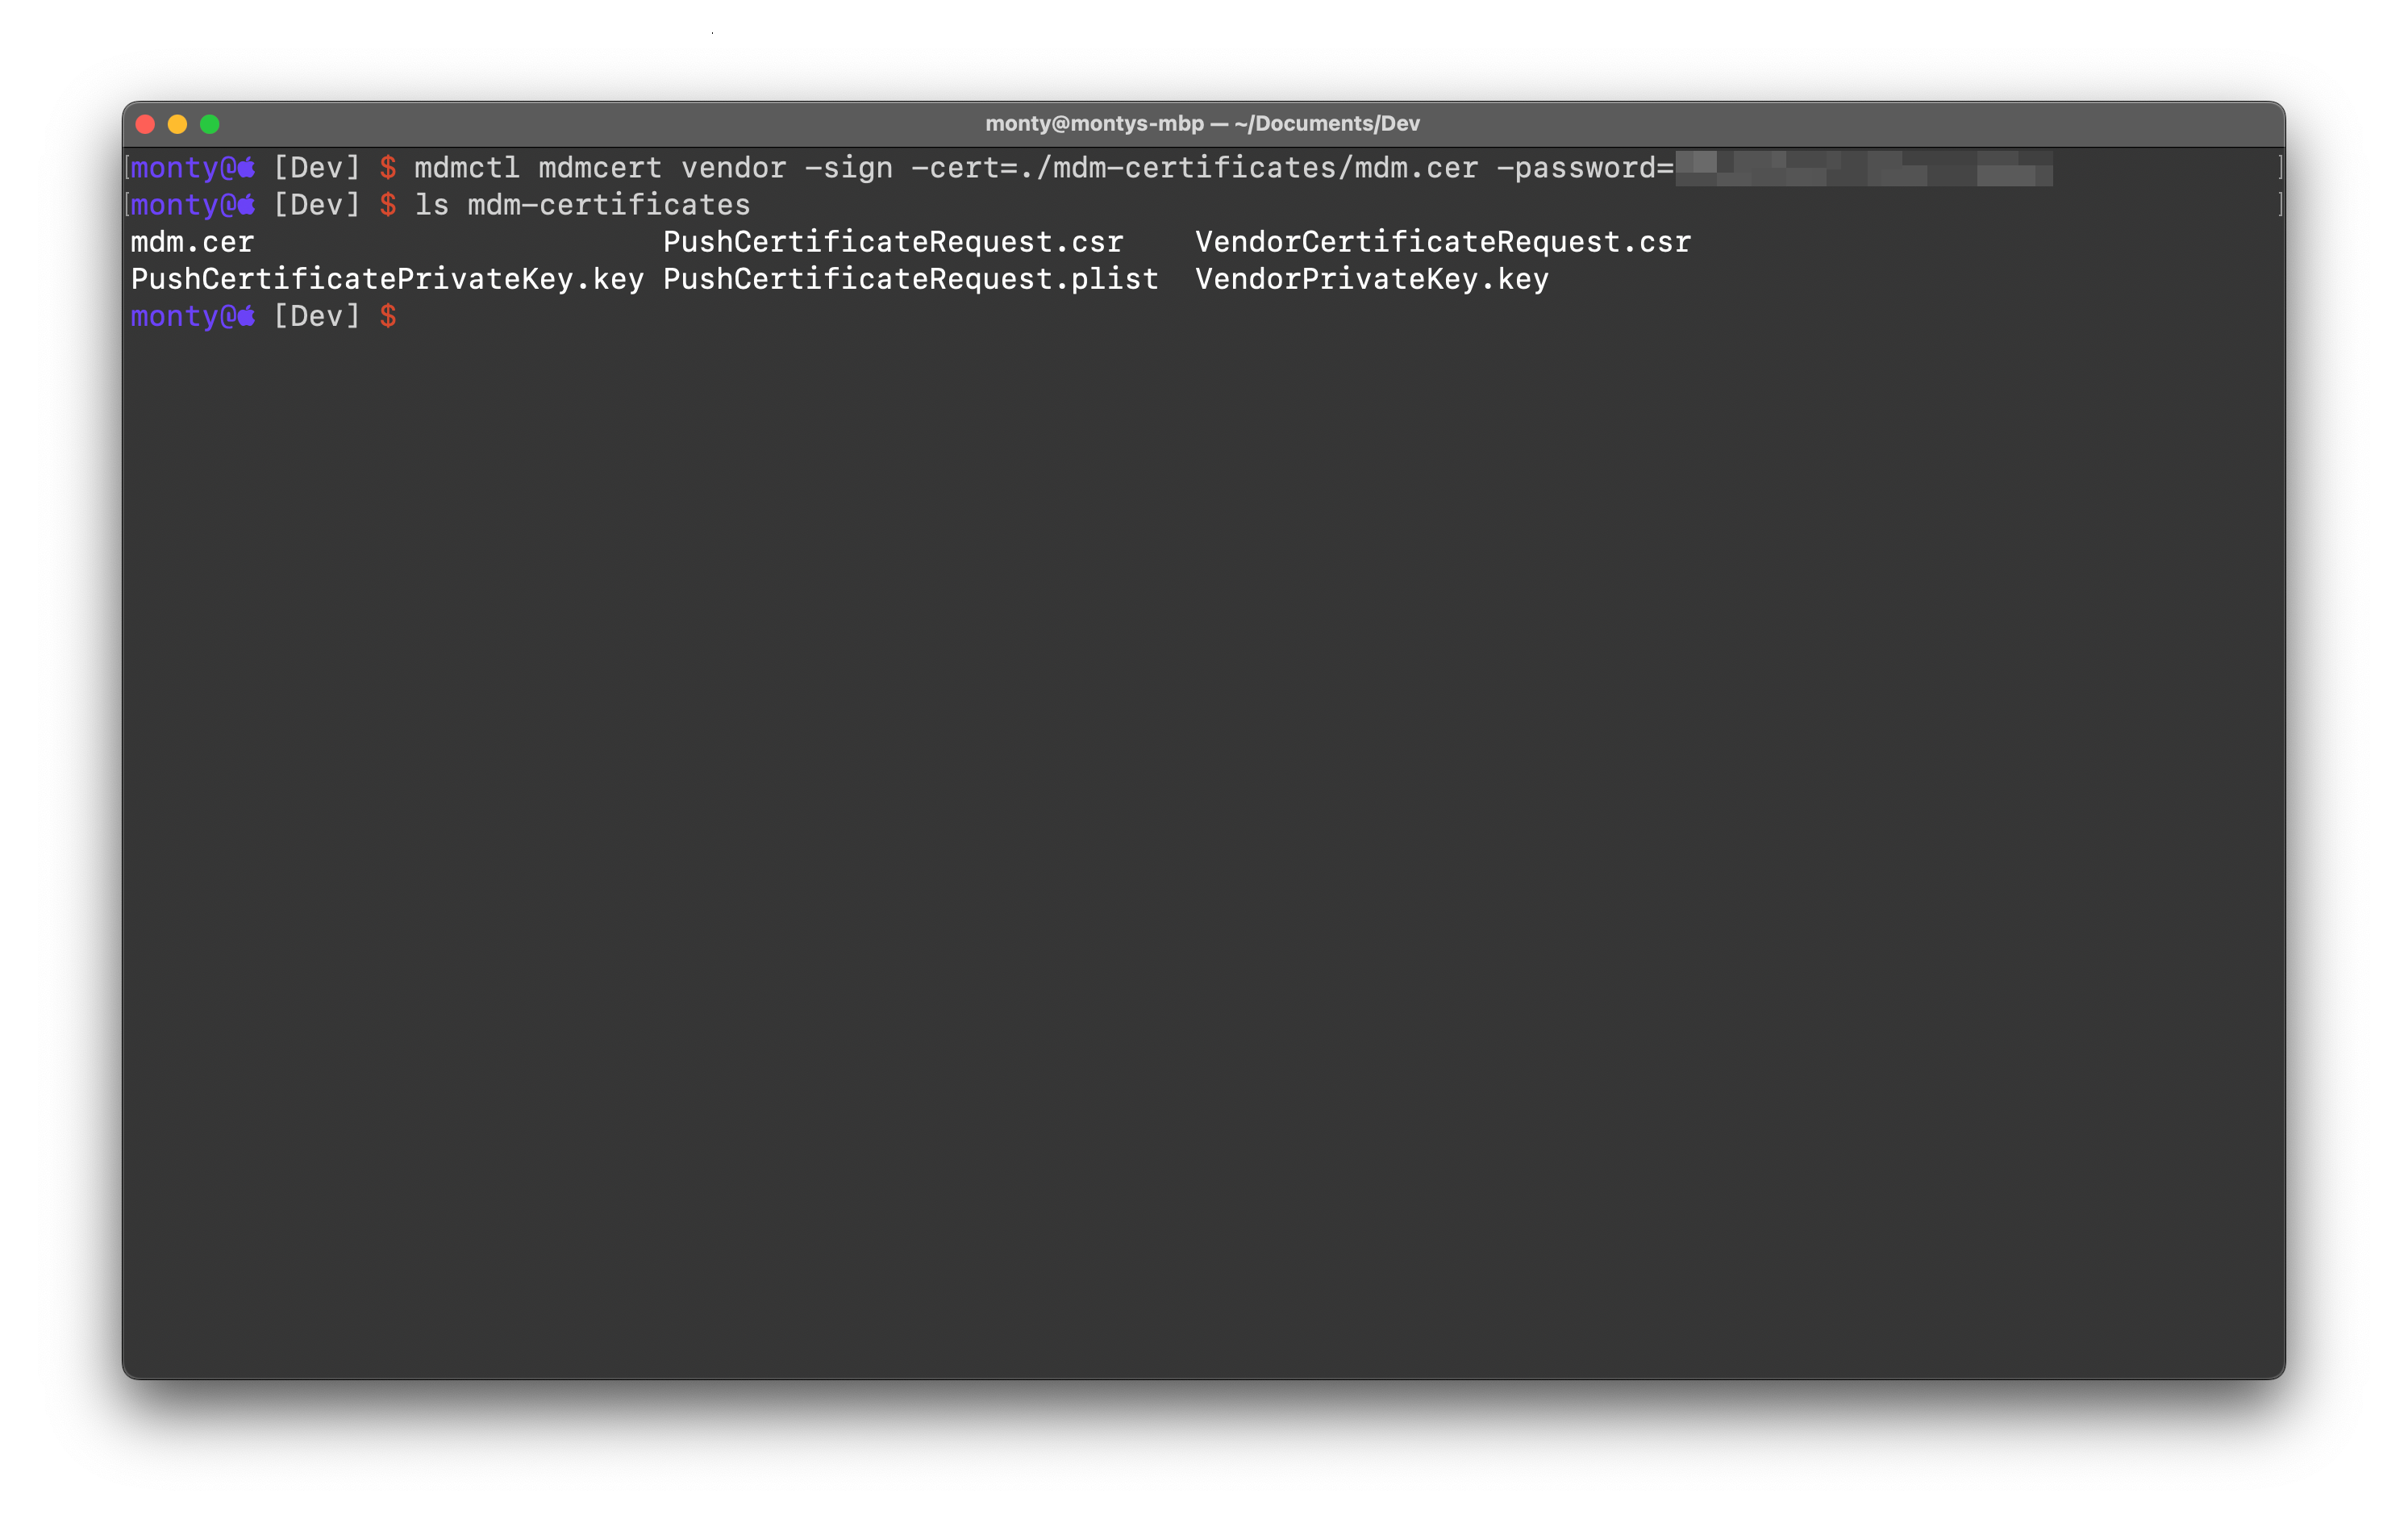 monty@montys-mbp — ~/Documents/Dev
monty@ [Dev] $ mdmctl mdmcert vendor -sign -cert=./mdm-certificates/mdm.cer -password=
monty@ [Dev] $ ls mdm-certificates
mdm.cer PushCertificateRequest.csr VendorCertificateRequest.csr
PushCertificatePrivateKey.key PushCertificateRequest.plist VendorPrivateKey.key
monty@ [Dev] $